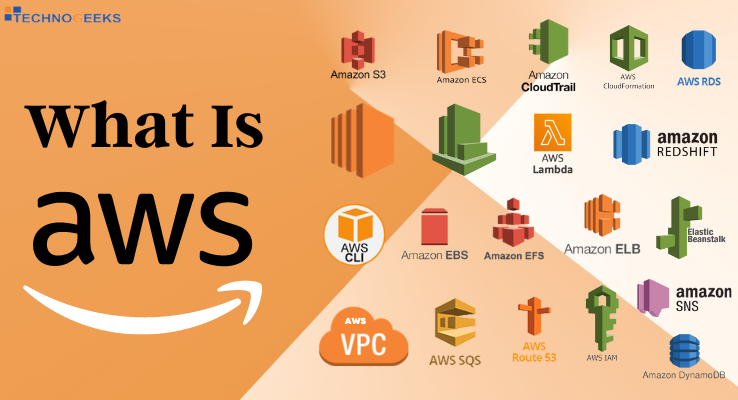 TECHNOGEEKS
What Is
aws
Amazon S3
Amazon ECS
Amazon
CloudTrail
AWS
CloudFormation
AWS RDS
AWS
Lambda
amazon
REDSHIFT
AWS
CLI
Amazon EBS
Amazon EFS
Amazon ELB
Elastic
Beanstalk
AWS
VPC
AWS SQS
AWS
Route 53
AWS IAM
amazon
SNS
Amazon DynamoDB